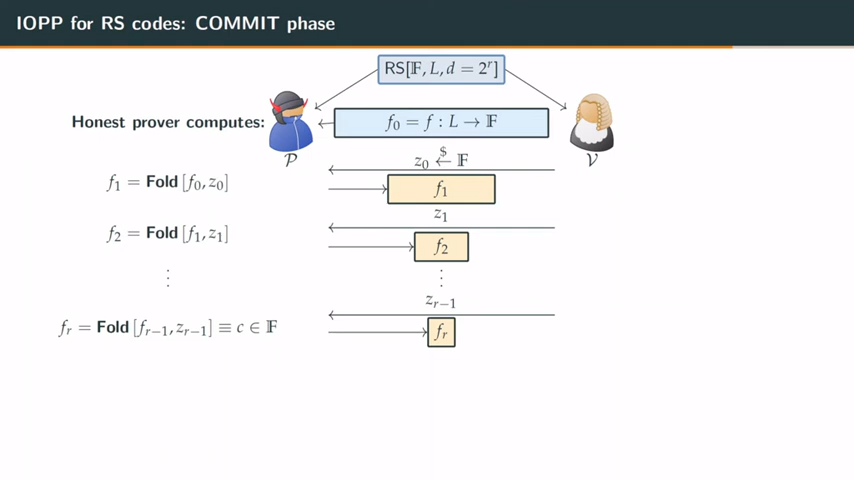 IOPP for RS codes: COMMIT phase
RS[𝔽, L, d = 2^r]
Honest prover computes:
f_0 = f : L → 𝔽
𝒫
𝒱
z_0 ←$ 𝔽
f_1 = Fold [f_0, z_0]
f_1
z_1
f_2 = Fold [f_1, z_1]
f_2
⋮
⋮
z_{r−1}
f_r = Fold [f_{r−1}, z_{r−1}] ≡ c ∈ 𝔽
f_r